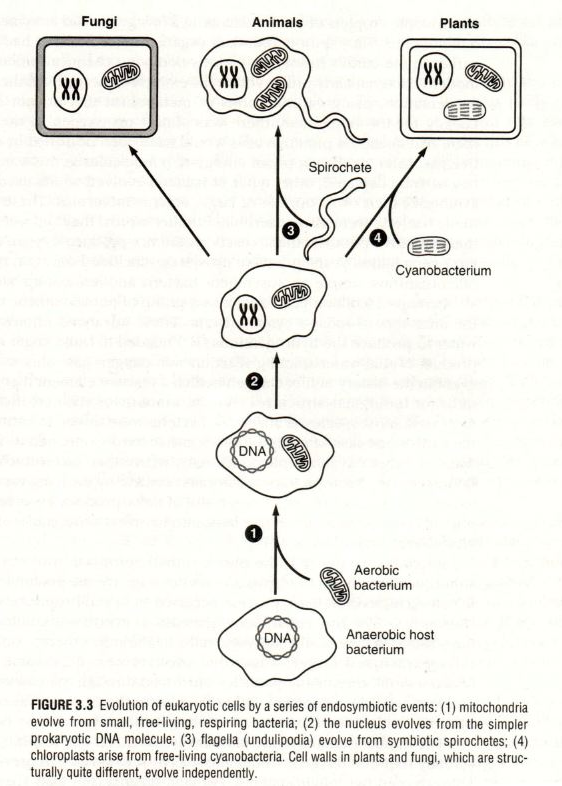 Fungi
Animals
Plants
Spirochete
3
4
Cyanobacterium
2
DNA
1
Aerobic
bacterium
DNA
Anaerobic host
bacterium
FIGURE 3.3 Evolution of eukaryotic cells by a series of endosymbiotic events: (1) mitochondria
evolve from small, free-living, respiring bacteria; (2) the nucleus evolves from the simpler
prokaryotic DNA molecule; (3) flagella (undulipodia) evolve from symbiotic spirochetes; (4)
chloroplasts arise from free-living cyanobacteria. Cell walls in plants and fungi, which are struc-
turally quite different, evolve independently.